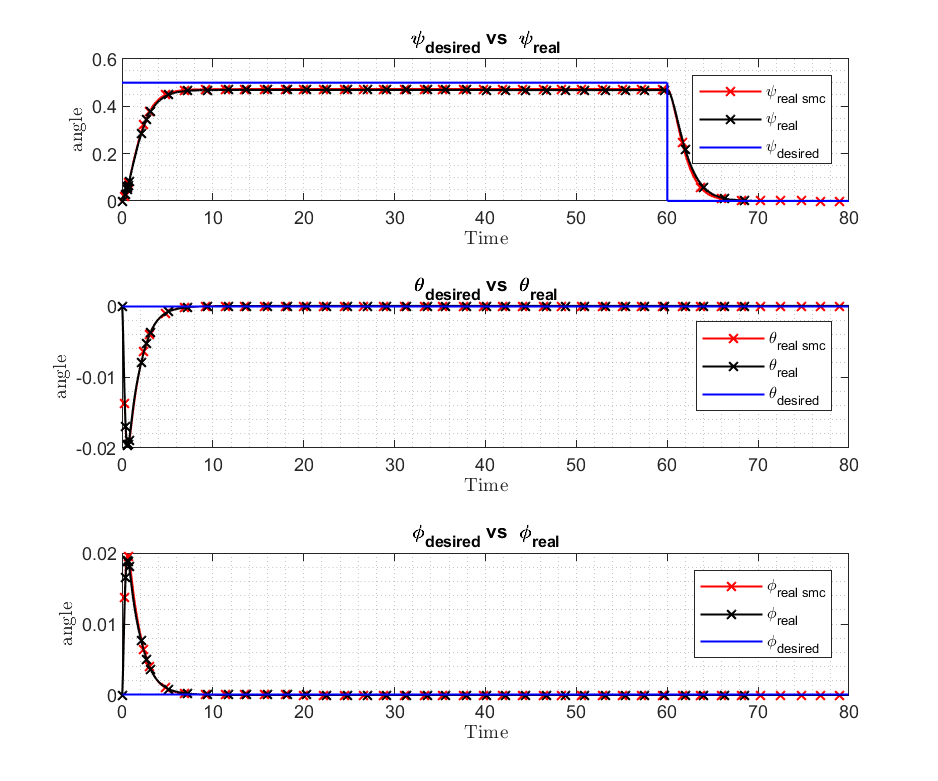 ψdesired vs ψreal
0.6
0.4
0.2
0
angle
0 10 20 30 40 50 60 70 80
Time
ψreal smc
ψreal
ψdesired
θdesired vs θreal
0
-0.01
-0.02
angle
0 10 20 30 40 50 60 70 80
Time
θreal smc
θreal
θdesired
ϕdesired vs ϕreal
0.02
0.01
0
angle
0 10 20 30 40 50 60 70 80
Time
ϕreal smc
ϕreal
ϕdesired